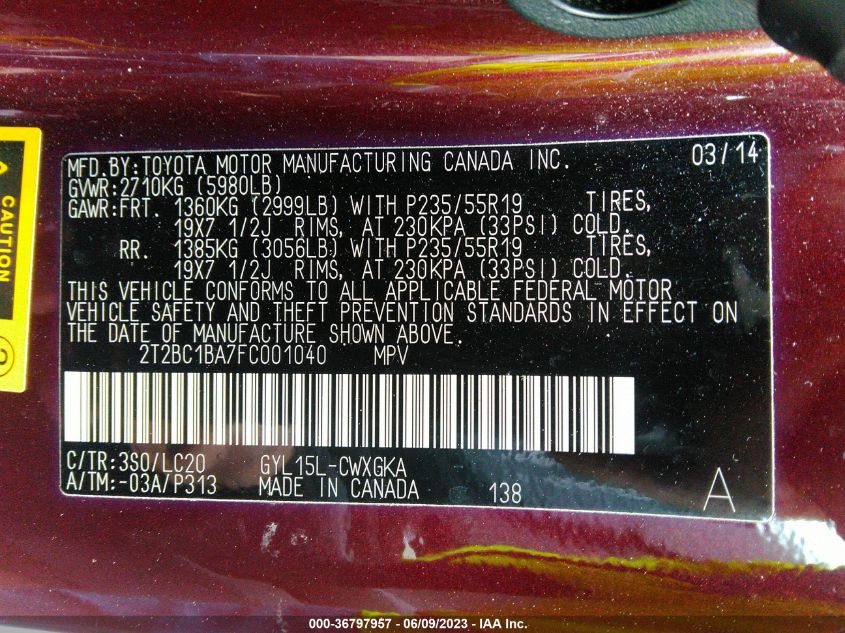 MFD.BY:TOYOTA MOTOR MANUFACTURING CANADA INC. 03/14
GVWR:2710KG (5980LB)
GAWR:FRT. 1360KG (2999LB) WITH P235/55R19 TIRES,
19X7 1/2J RIMS, AT 230KPA (33PSI) COLD.
RR. 1385KG (3056LB) WITH P235/55R19 TIRES,
19X7 1/2J RIMS, AT 230KPA (33PSI) COLD.
THIS VEHICLE CONFORMS TO ALL APPLICABLE FEDERAL MOTOR
VEHICLE SAFETY AND THEFT PREVENTION STANDARDS IN EFFECT ON
THE DATE OF MANUFACTURE SHOWN ABOVE.
2T2BC1BA7FC001040 MPV
C/TR:3S0/LC20 GYL15L-CWXGKA
A/TM:-03A/P313 MADE IN CANADA 138 A
CAUTION
000-36797957 - 06/09/2023 - IAA Inc.